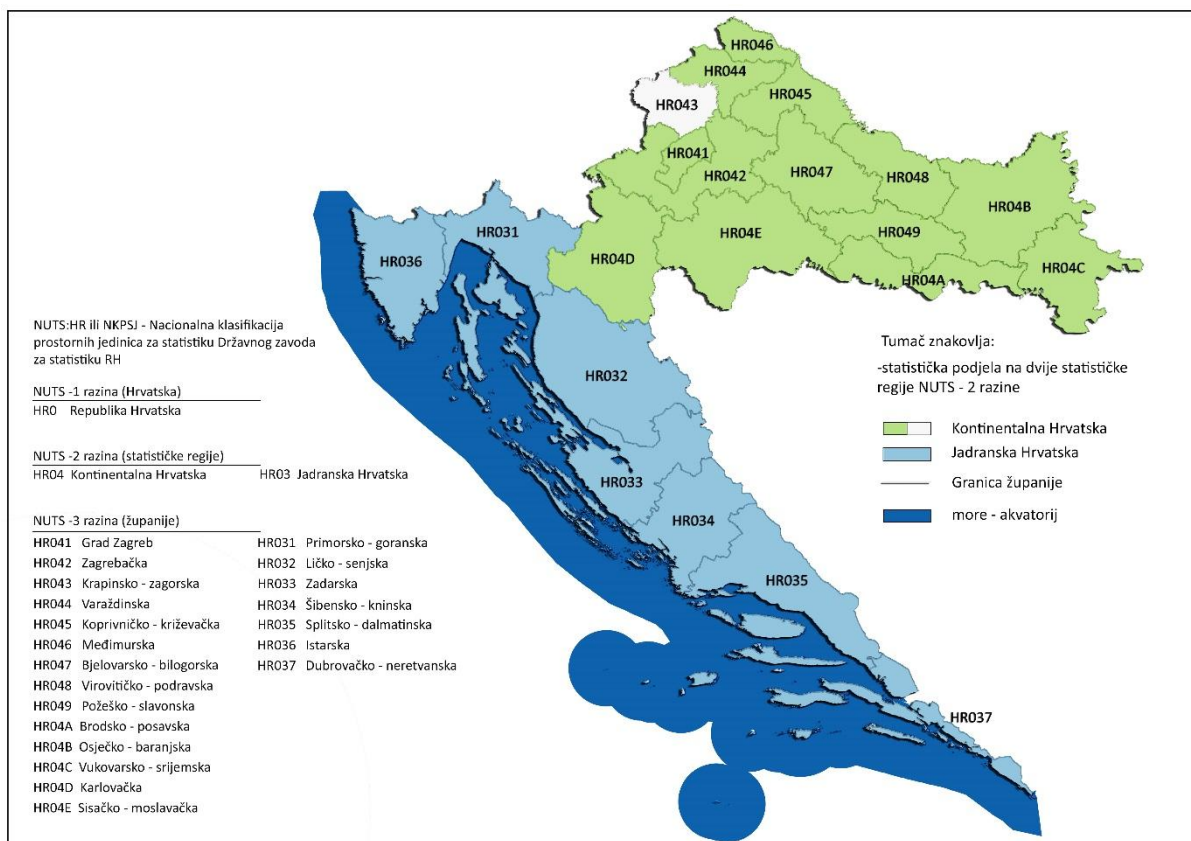 HR046
HR044
HR045
HR043
HR041
HR042
HR047
HR048
HR04B
HR031
HR036
HR04E
HR049
HR04D
HR04A
HR04C
NUTS:HR ili NKPSJ - Nacionalna klasifikacija
prostornih jedinica za statistiku Državnog zavoda
za statistiku RH
NUTS -1 razina (Hrvatska)
HR0 Republika Hrvatska
NUTS -2 razina (statističke regije)
HR04 Kontinentalna Hrvatska
HR03 Jadranska Hrvatska
NUTS -3 razina (županije)
HR041 Grad Zagreb
HR042 Zagrebačka
HR043 Krapinsko - zagorska
HR044 Varaždinska
HR045 Koprivničko - križevačka
HR046 Međimurska
HR047 Bjelovarsko - bilogorska
HR048 Virovitičko - podravska
HR049 Požeško - slavonska
HR04A Brodsko - posavska
HR04B Osječko - baranjska
HR04C Vukovarsko - srijemska
HR04D Karlovačka
HR04E Sisačko - moslavačka
HR031 Primorsko - goranska
HR032 Ličko - senjska
HR033 Zadarska
HR034 Šibensko - kninska
HR035 Splitsko - dalmatinska
HR036 Istarska
HR037 Dubrovačko - neretvanska
HR032
HR033
HR034
HR035
HR037
Tumač znakovlja:
-statistička podjela na dvije statističke
regije NUTS - 2 razine
Kontinentalna Hrvatska
Jadranska Hrvatska
Granica županije
more - akvatorij